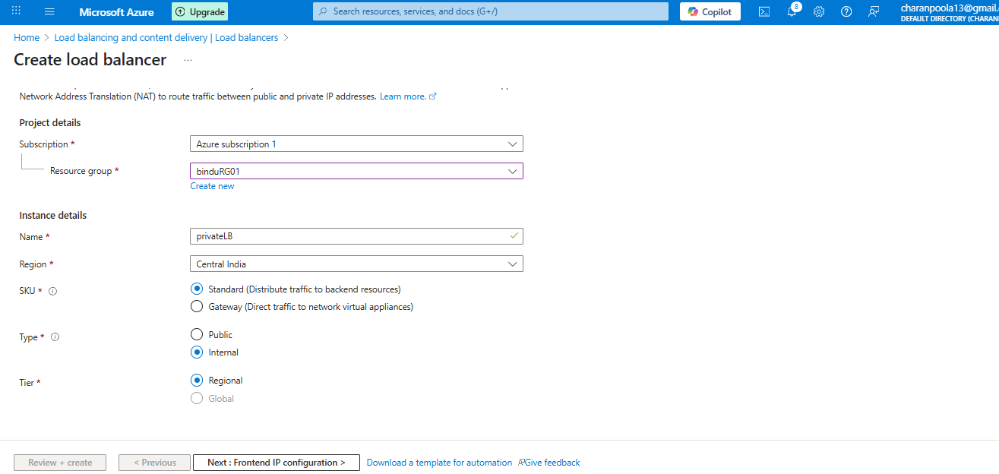 Microsoft Azure
Upgrade
Search resources, services, and docs (G+/)
Copilot
8
charanpoola13@gmail.
DEFAULT DIRECTORY (CHARAN
Home > Load balancing and content delivery | Load balancers >
Create load balancer ...
Network Address Translation (NAT) to route traffic between public and private IP addresses. Learn more.
Project details
Subscription *
Azure subscription 1
Resource group *
binduRG01
Create new
Instance details
Name *
privateLB
Region *
Central India
SKU *
Standard (Distribute traffic to backend resources)
Gateway (Direct traffic to network virtual appliances)
Type *
Public
Internal
Tier *
Regional
Global
Review + create
< Previous
Next : Frontend IP configuration >
Download a template for automation
Give feedback